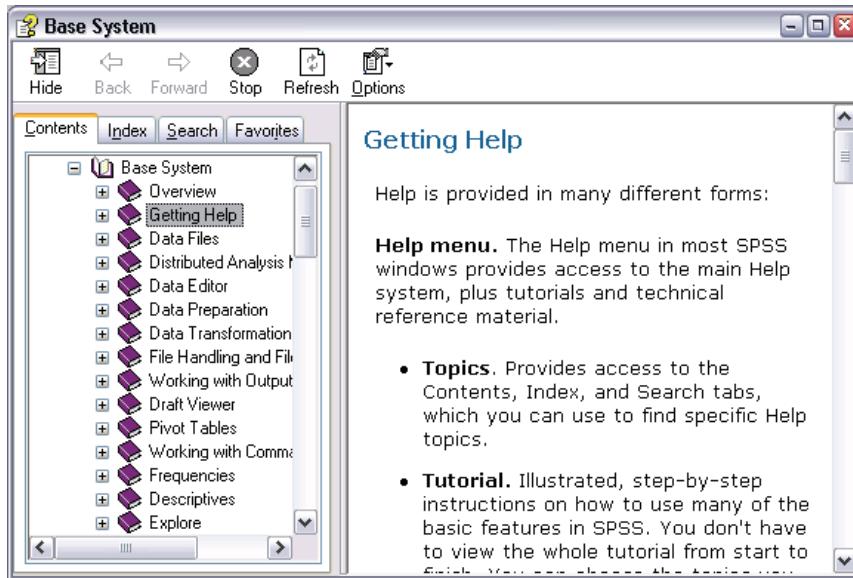 Base System
Hide Back Forward Stop Refresh Options
Contents Index Search Favorites
Base System
Overview
Getting Help
Data Files
Distributed Analysis
Data Editor
Data Preparation
Data Transformation
File Handling and
Working with Output
Draft Viewer
Pivot Tables
Working with
Frequencies
Descriptives
Explore
Getting Help
Help is provided in many different forms:
Help menu. The Help menu in most SPSS
windows provides access to the main Help
system, plus tutorials and technical
reference material.
• Topics. Provides access to the
Contents, Index, and Search tabs,
which you can use to find specific Help
topics.
• Tutorial. Illustrated, step-by-step
instructions on how to use many of the
basic features in SPSS. You don't have
to view the whole tutorial from start to